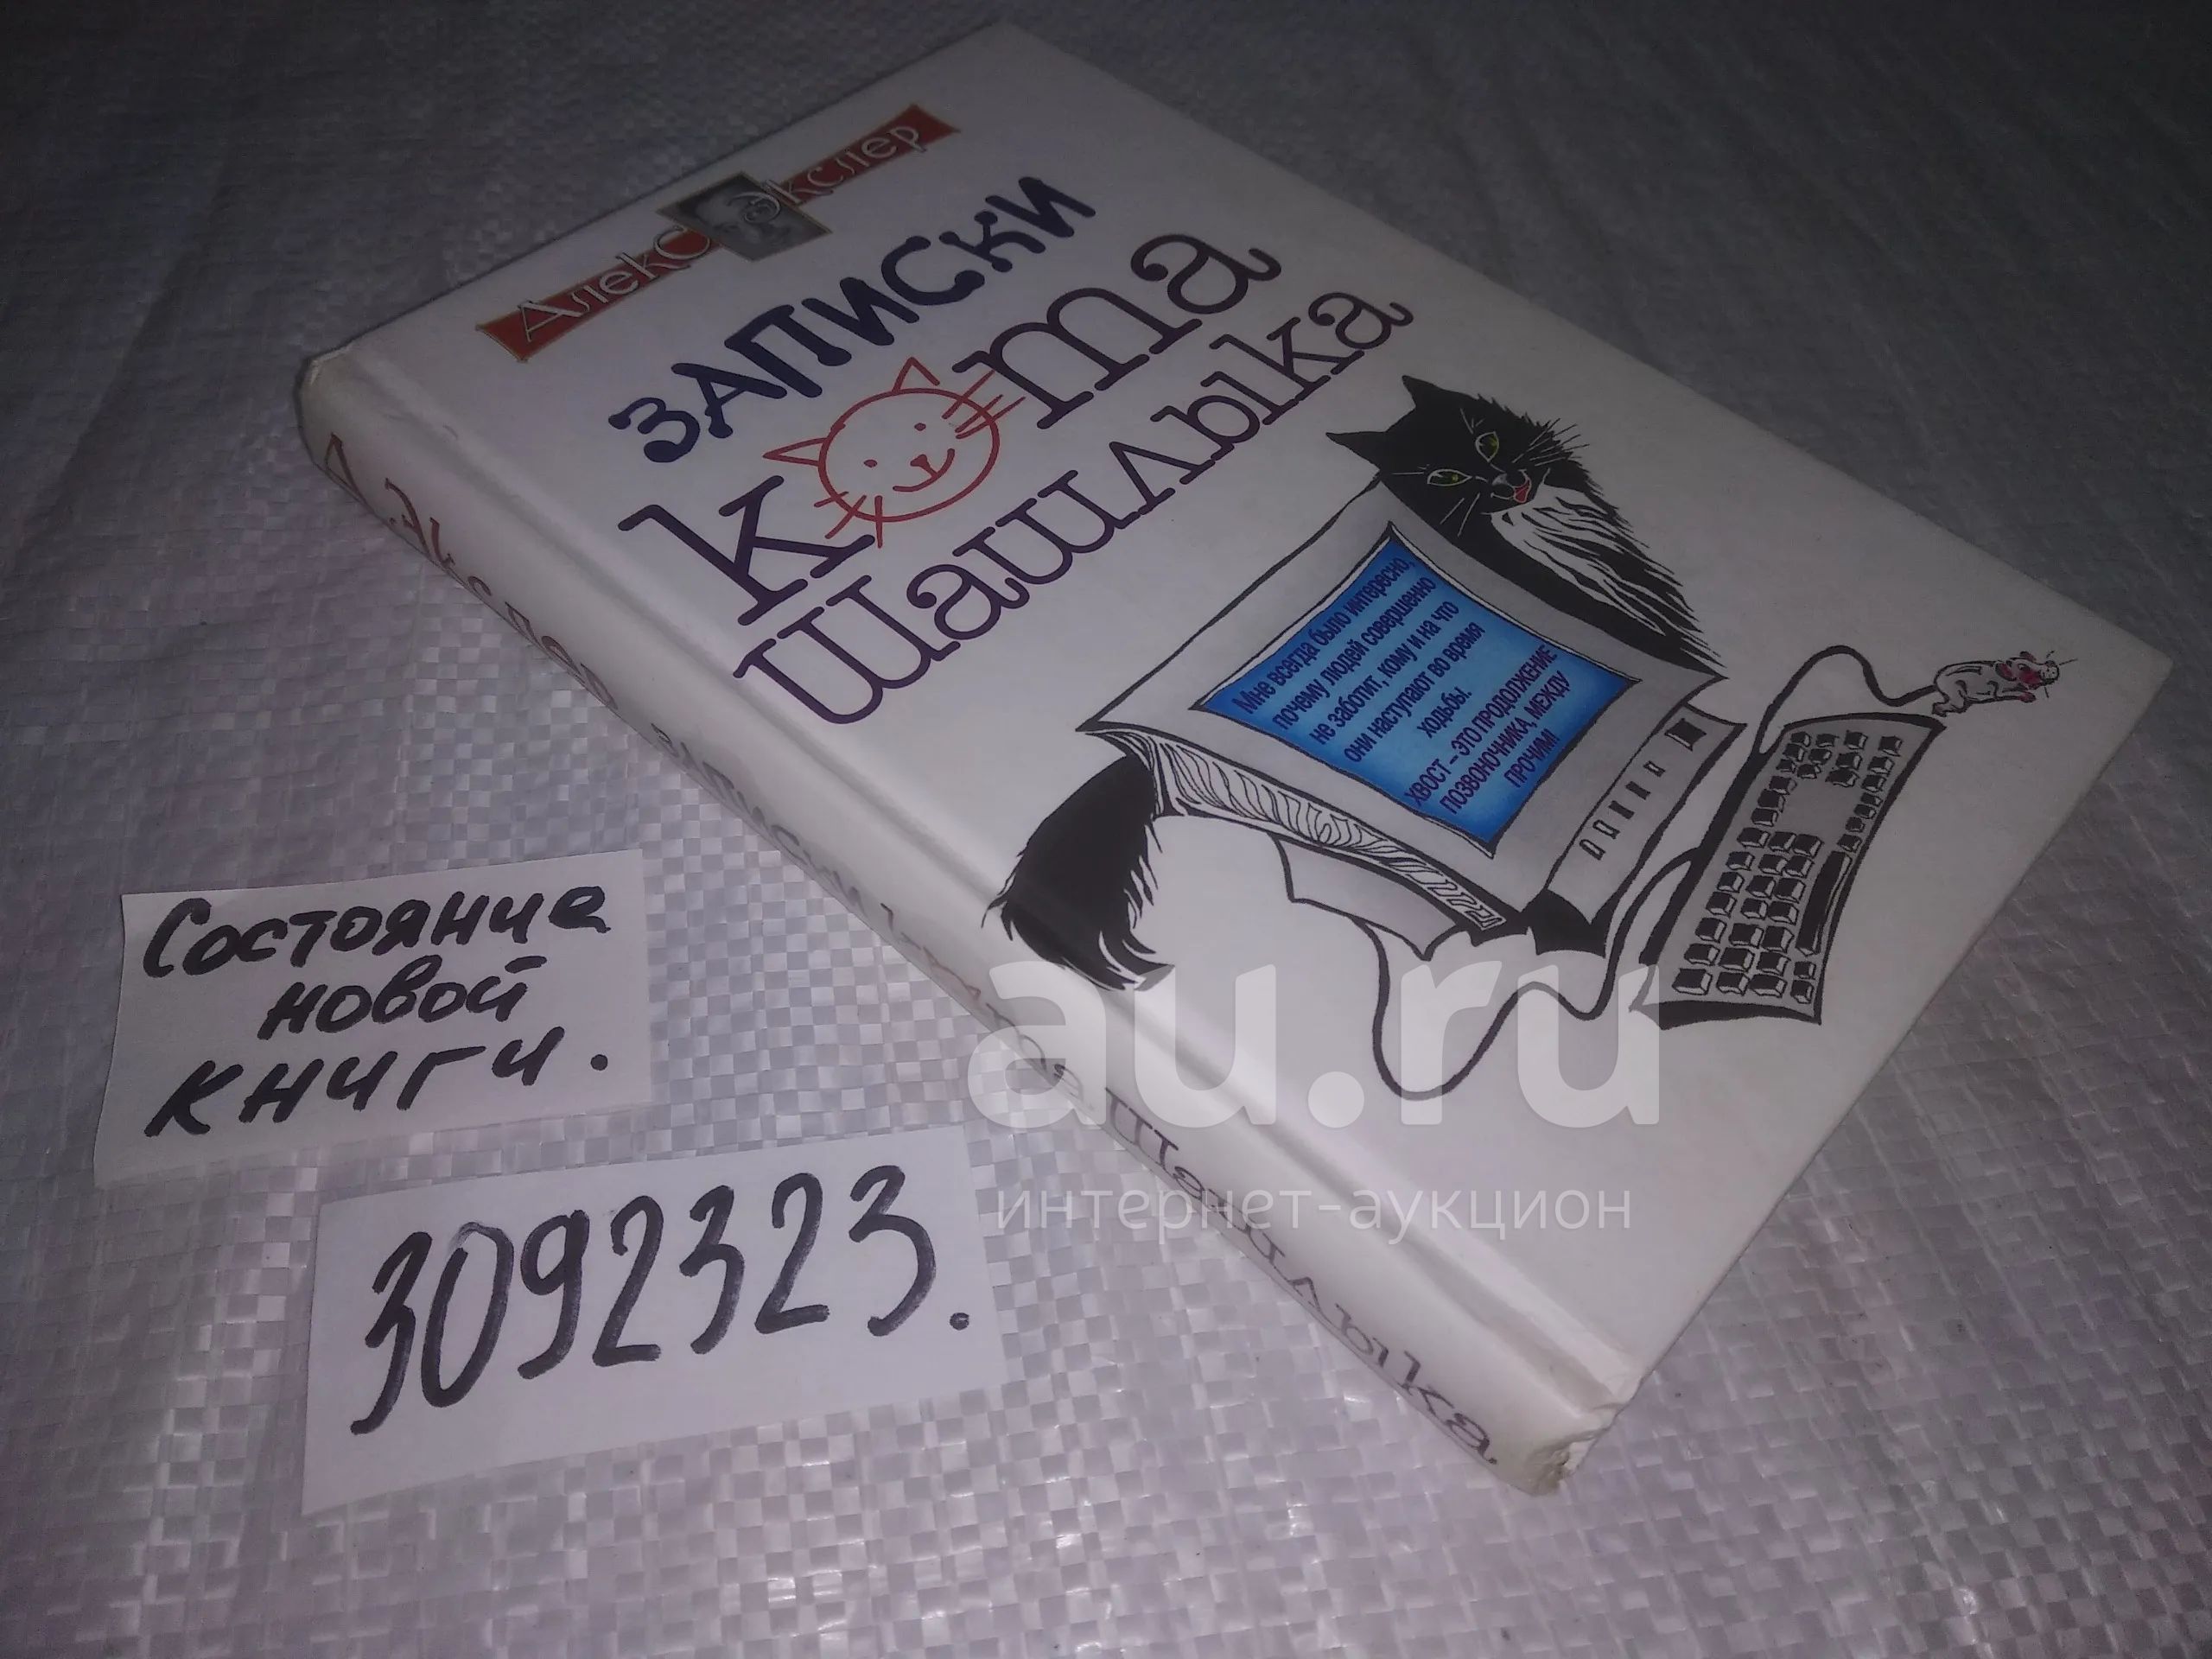 Алекс Экслер
ЗАПИСКИ
кота
Шашлыка
Мне всегда было интересно,
почему людей совершенно
не заботит, кому и на что
они наступают во время
ходьбы.
ХВОСТ – ЭТО ПРОДОЛЖЕНИЕ
ПОЗВОНОЧНИКА, МЕЖДУ
ПРОЧИМ!
А. Экслер ЗАПИСКИ кота Шашлыка
Состояние
новой
книги.
3092323.
au.ru
интернет-аукцион